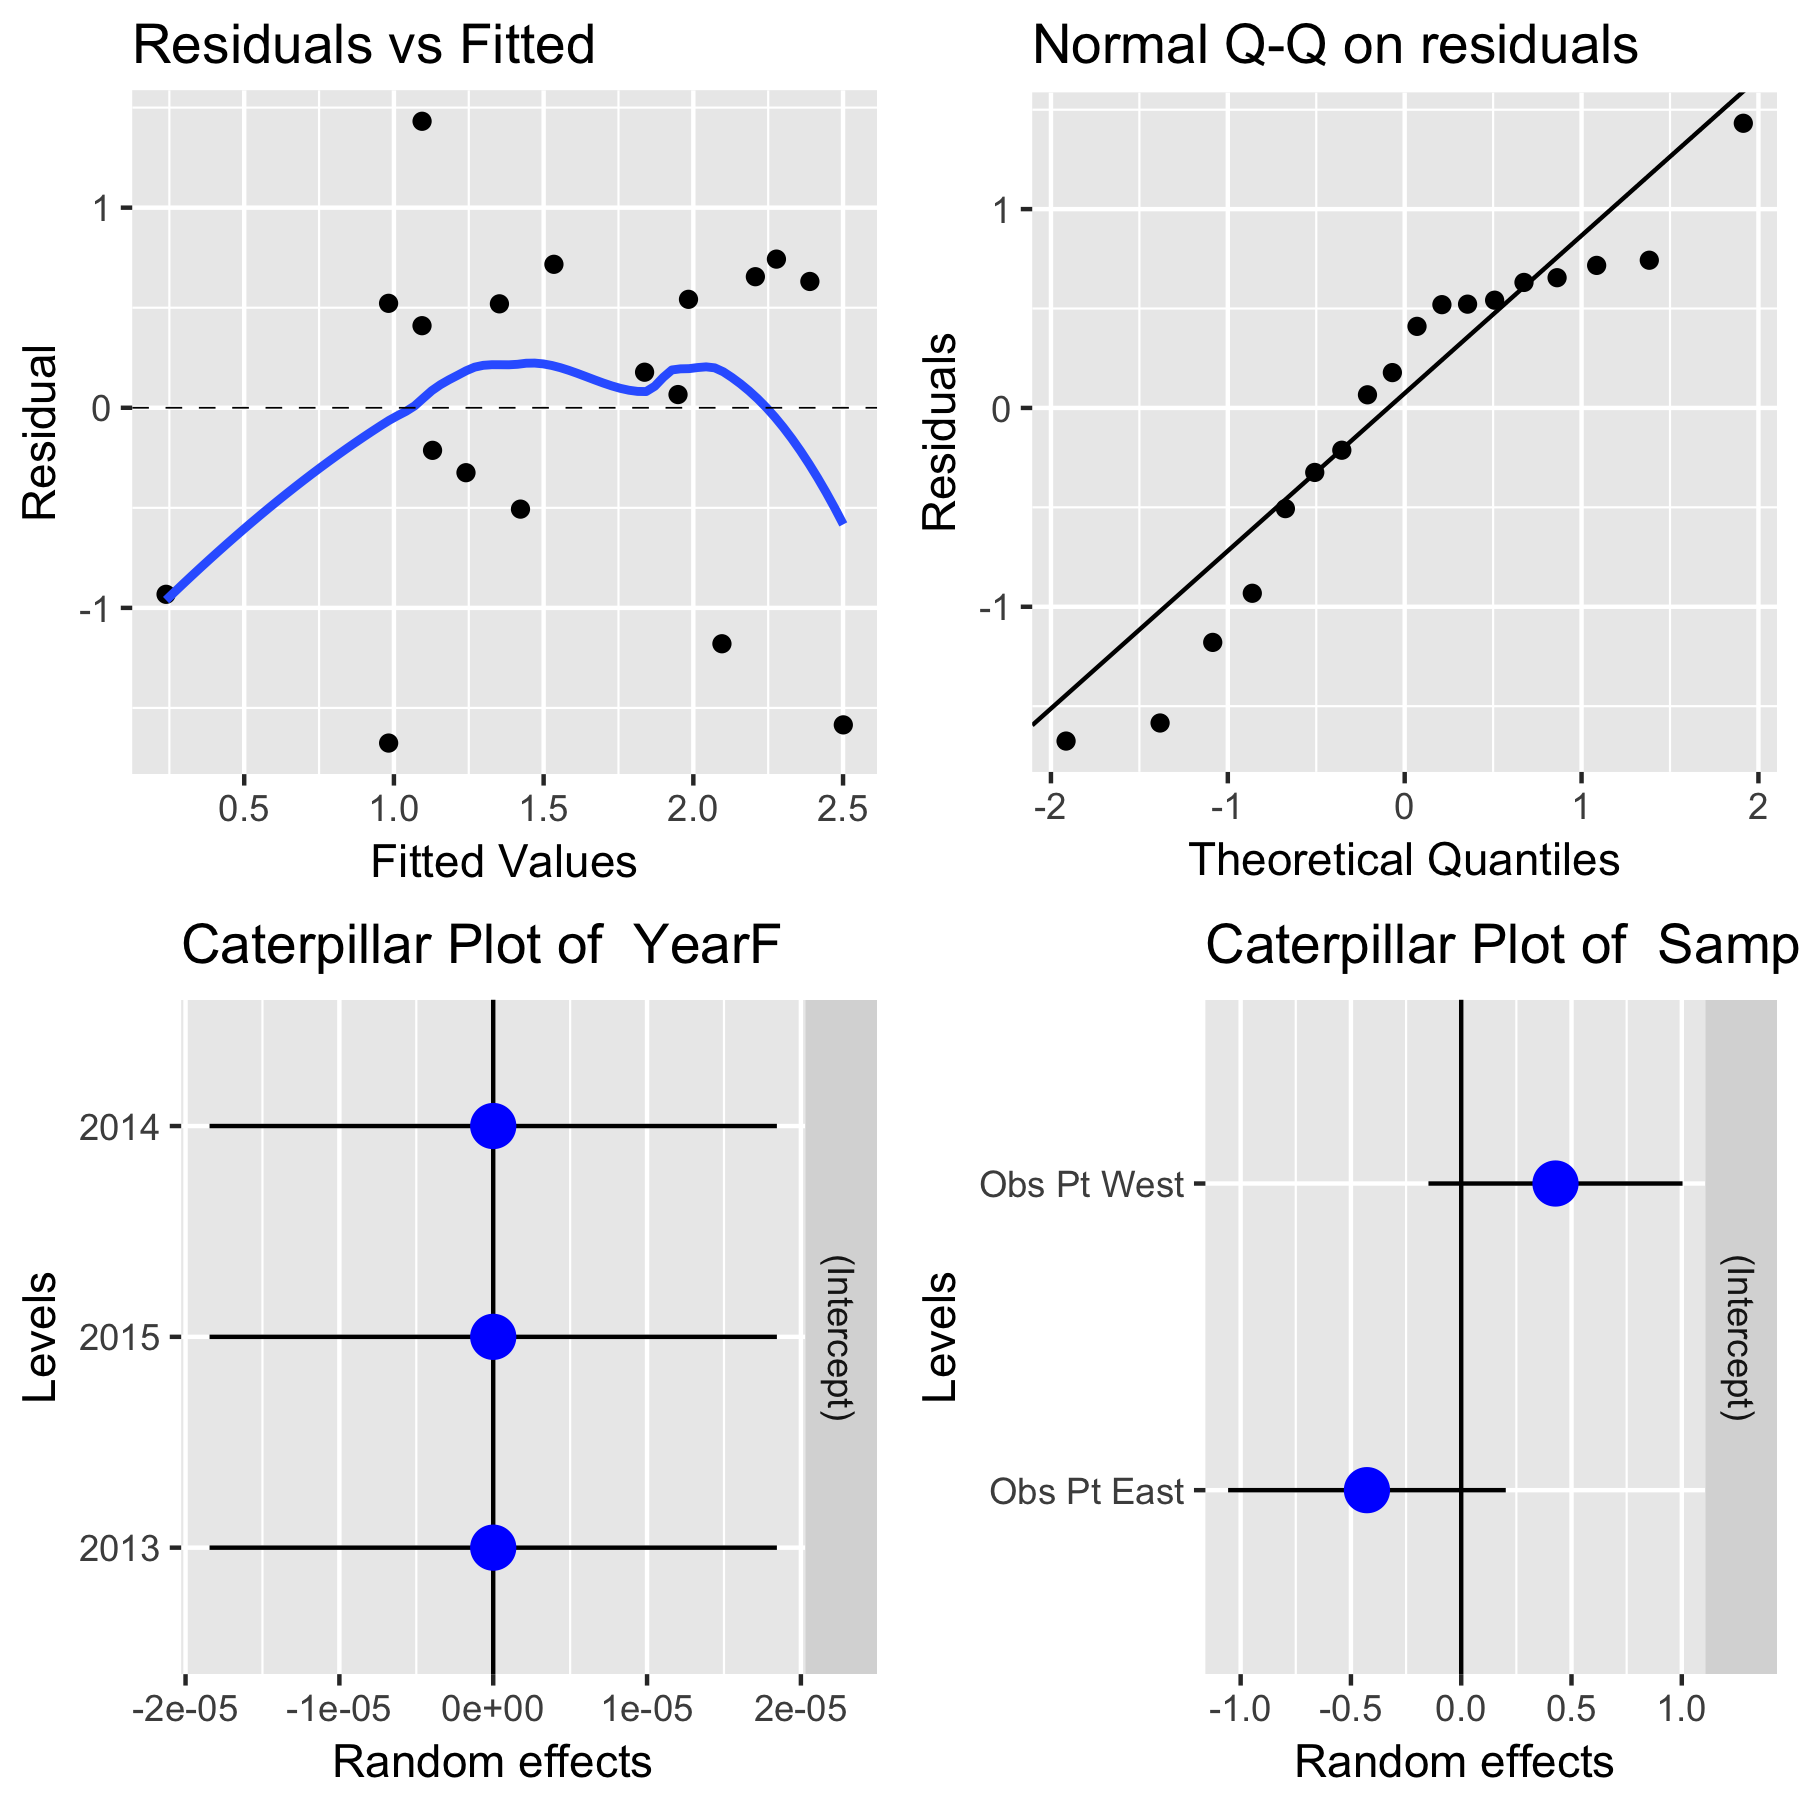 Residuals vs Fitted
Residual
1
0
-1
0.5 1.0 1.5 2.0 2.5
Fitted Values
Normal Q-Q on residuals
Residuals
1
0
-1
-2 -1 0 1 2
Theoretical Quantiles
Caterpillar Plot of  YearF
Levels
2014
2015
2013
(Intercept)
-2e-05 -1e-05 0e+00 1e-05 2e-05
Random effects
Caterpillar Plot of  Samp
Levels
Obs Pt West
Obs Pt East
(Intercept)
-1.0 -0.5 0.0 0.5 1.0
Random effects